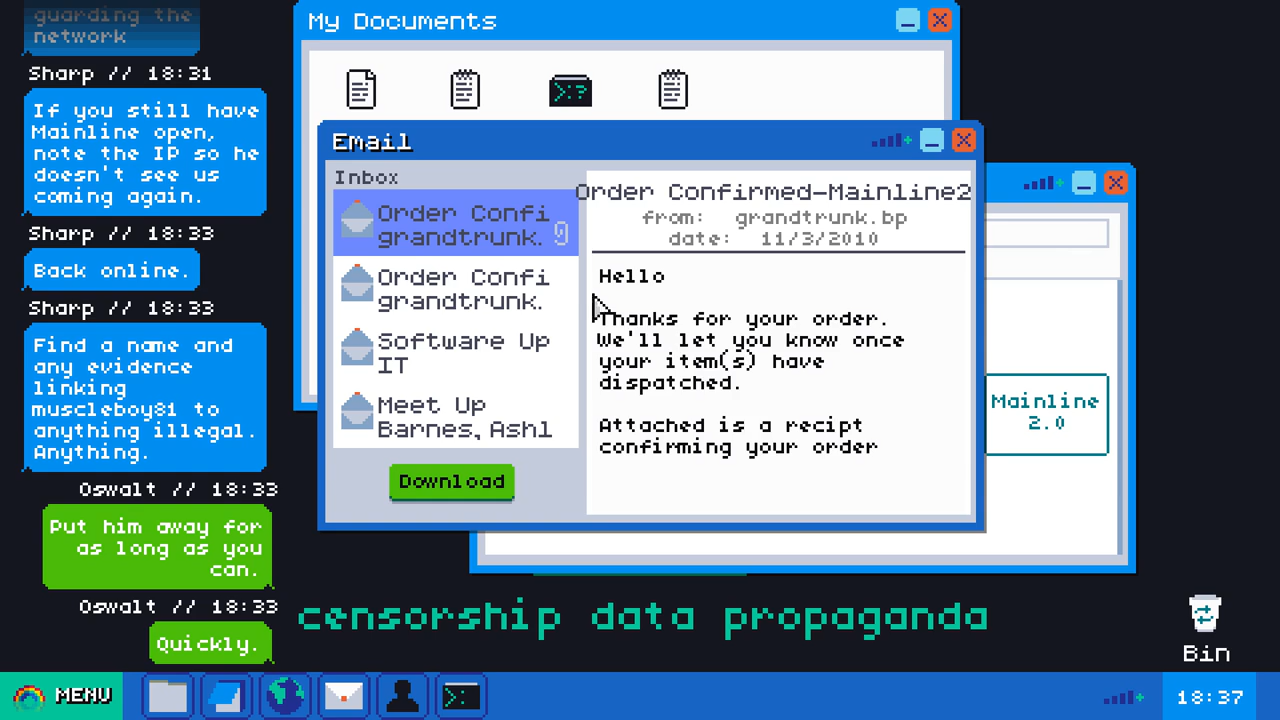 guarding the
network
Sharp // 18:31
If you still have
Mainline open,
note the IP so he
doesn't see us
coming again.
Sharp // 18:33
Back online.
Sharp // 18:33
Find a name and
any evidence
linking
muscleboy81 to
anything illegal.
Anything.
Oswalt // 18:33
Put him away for
as long as you
can.
Oswalt // 18:33
Quickly.
My Documents
>:?
Email
Inbox
Order Confi
grandtrunk.
Order Confi
grandtrunk.
Software Up
IT
Meet Up
Barnes, Ashl
Download
Order Confirmed-Mainline2
from: grandtrunk.bp
date: 11/3/2010
Hello
Thanks for your order.
We'll let you know once
your item(s) have
dispatched.
Attached is a recipt
confirming your order
Mainline
2.0
censorship data propaganda
Bin
MENU
18:37